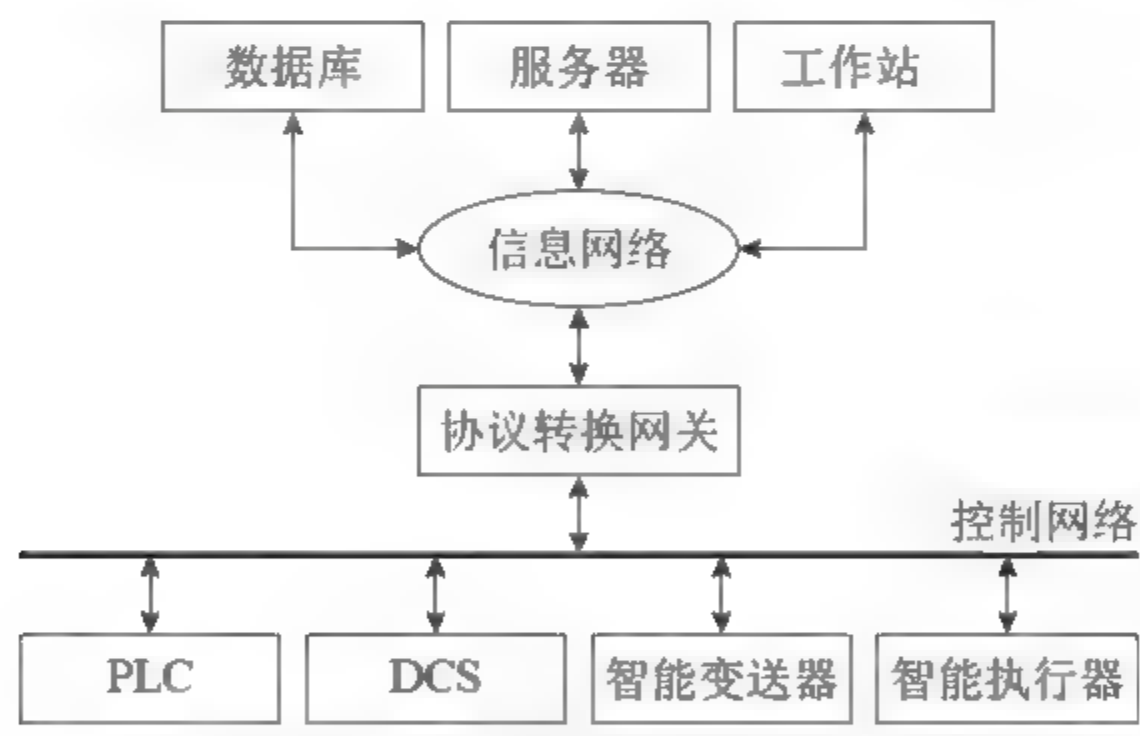 数据库
服务器
工作站
信息网络
协议转换网关
控制网络
PLC
DCS
智能变送器
智能执行器